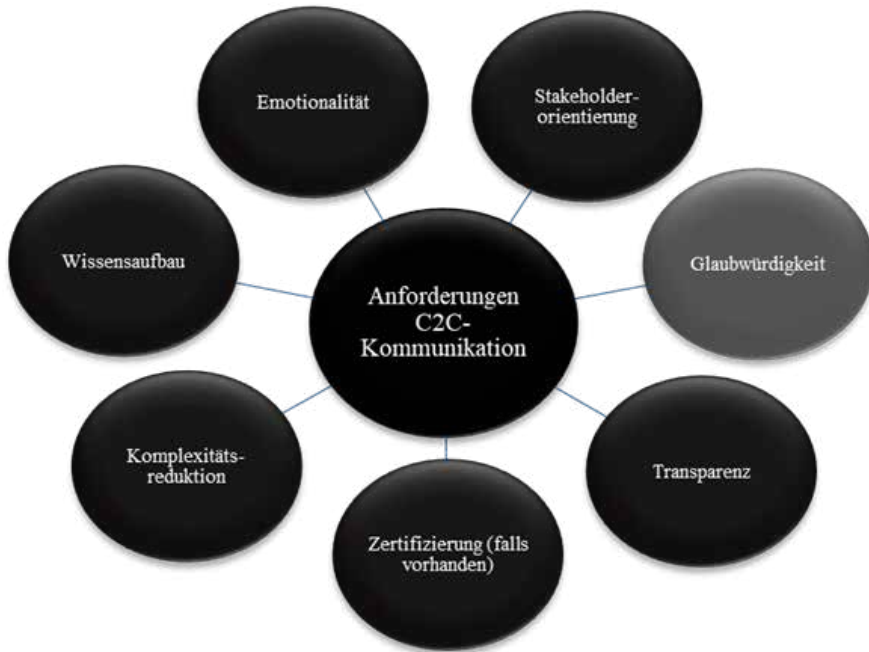 Emotionalität
Stakeholder-
orientierung
Wissensaufbau
Glaubwürdigkeit
Anforderungen
C2C-
Kommunikation
Komplexitäts-
reduktion
Transparenz
Zertifizierung (falls
vorhanden)